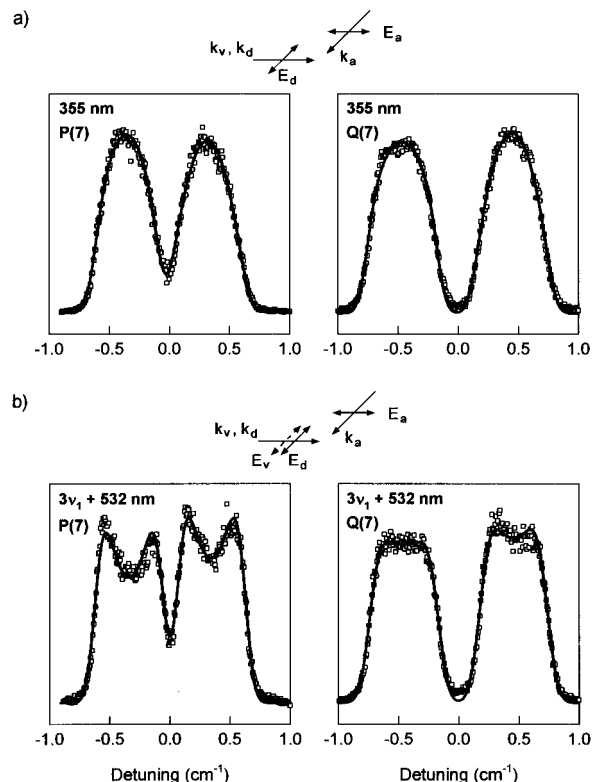 a)
k_v, k_d
E_d
E_a
k_a
355 nm
P(7)
-1.0 -0.5 0.0 0.5 1.0
355 nm
Q(7)
-1.0 -0.5 0.0 0.5 1.0
b)
k_v, k_d
E_v E_d
E_a
k_a
3ν₁ + 532 nm
P(7)
-1.0 -0.5 0.0 0.5 1.0
Detuning (cm⁻¹)
3ν₁ + 532 nm
Q(7)
-1.0 -0.5 0.0 0.5 1.0
Detuning (cm⁻¹)